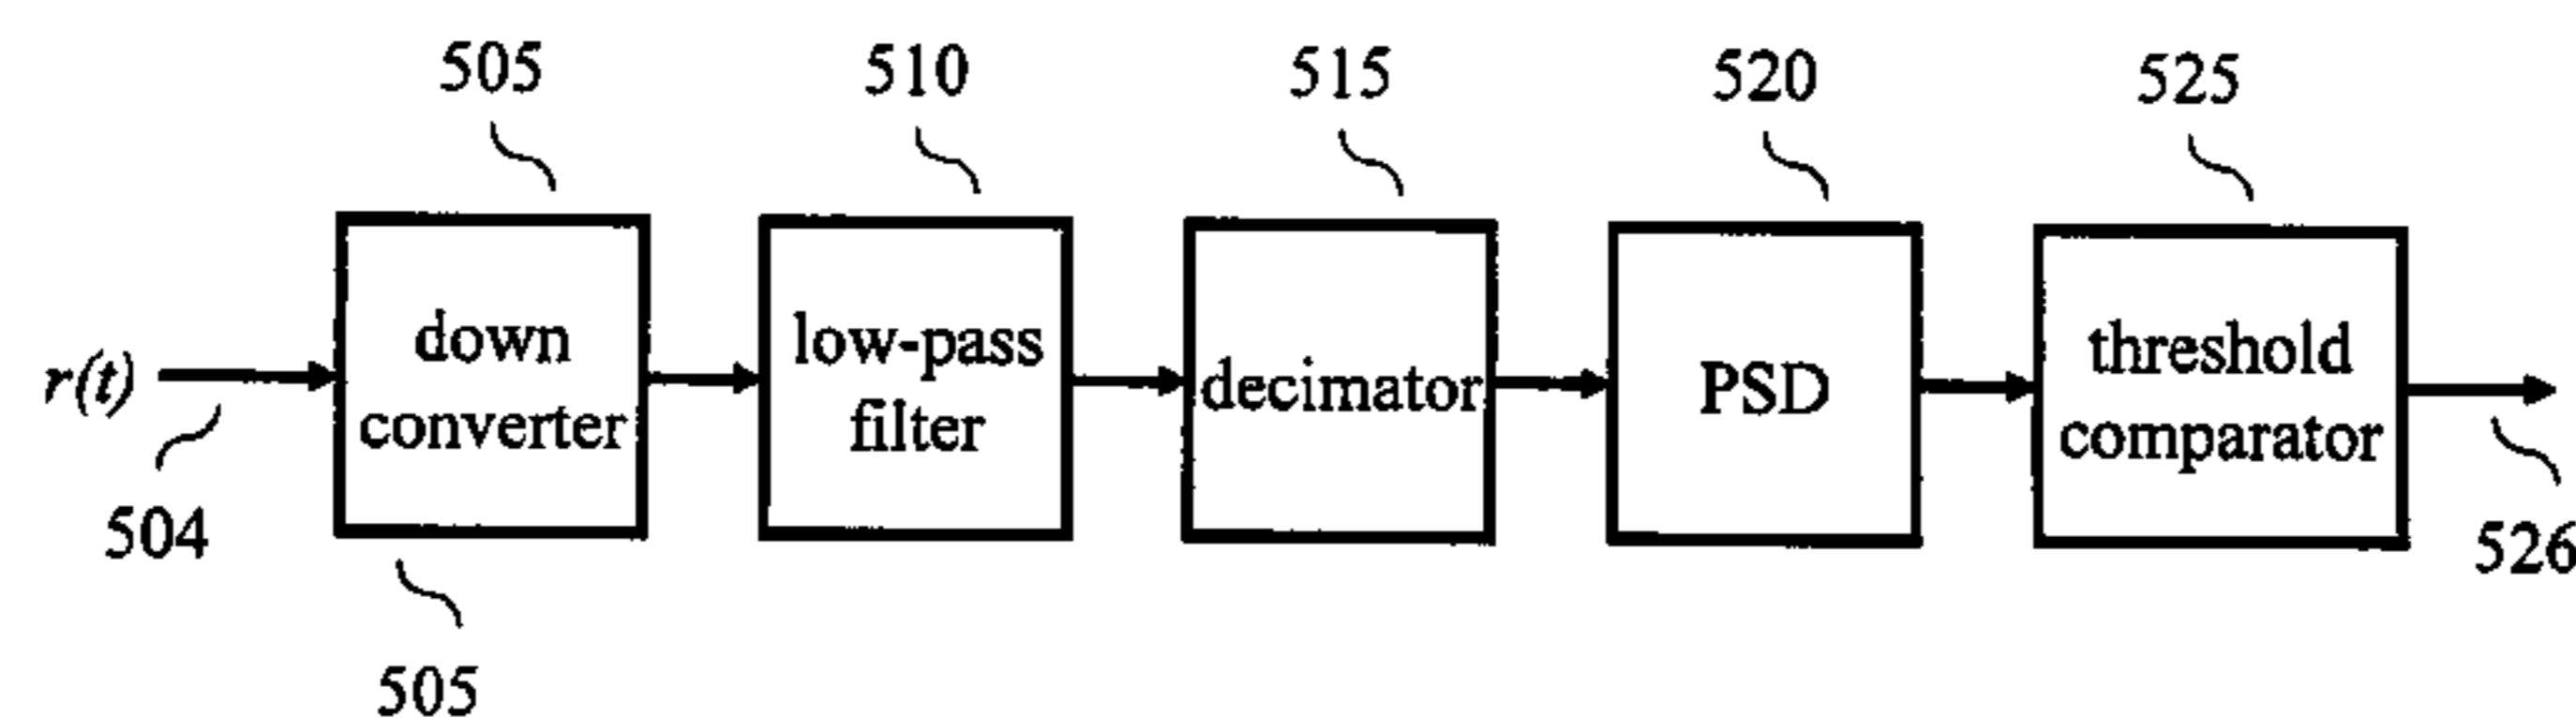 505
510
515
520
525
r(t)
down
converter
low-pass
filter
decimator
PSD
threshold
comparator
504
526
505